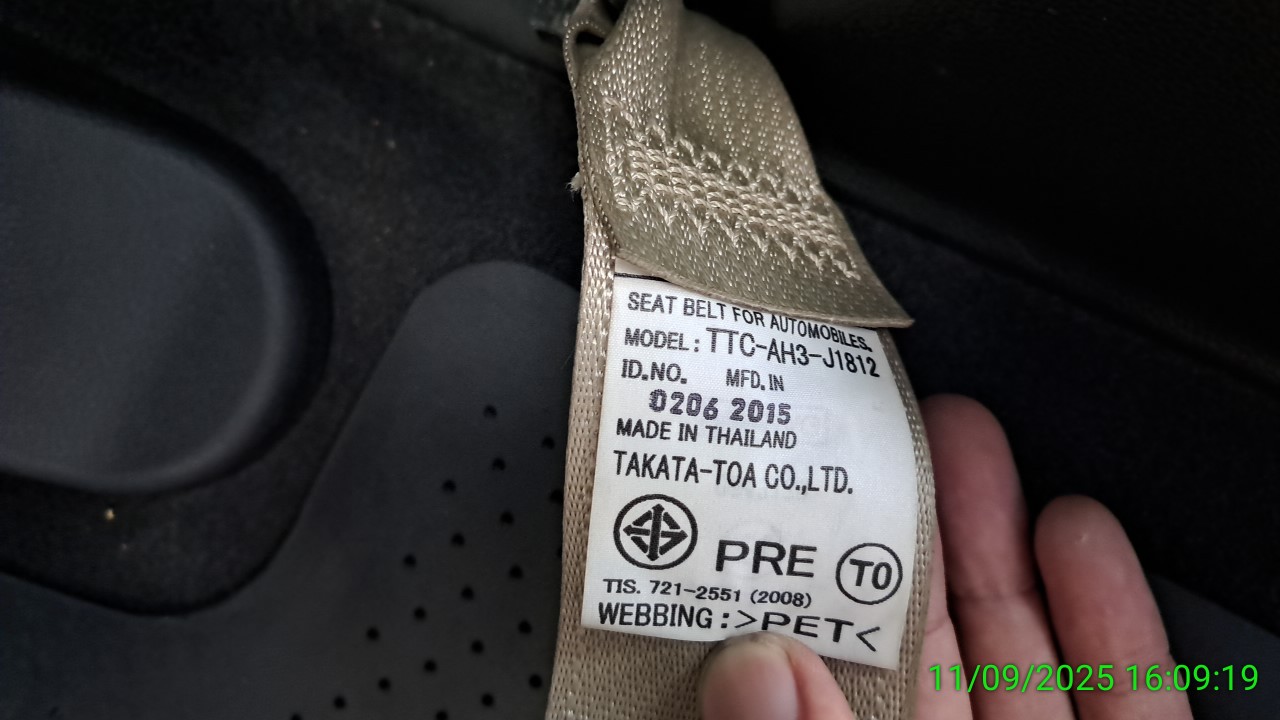 SEAT BELT FOR AUTOMOBILES.
MODEL: TTC-AH3-J1812
ID.NO. MFD.IN
0206 2015
MADE IN THAILAND
TAKATA-TOA CO.,LTD.
PRE TO
TIS. 721-2551 (2008)
WEBBING:>PET<
11/09/2025 16:09:19